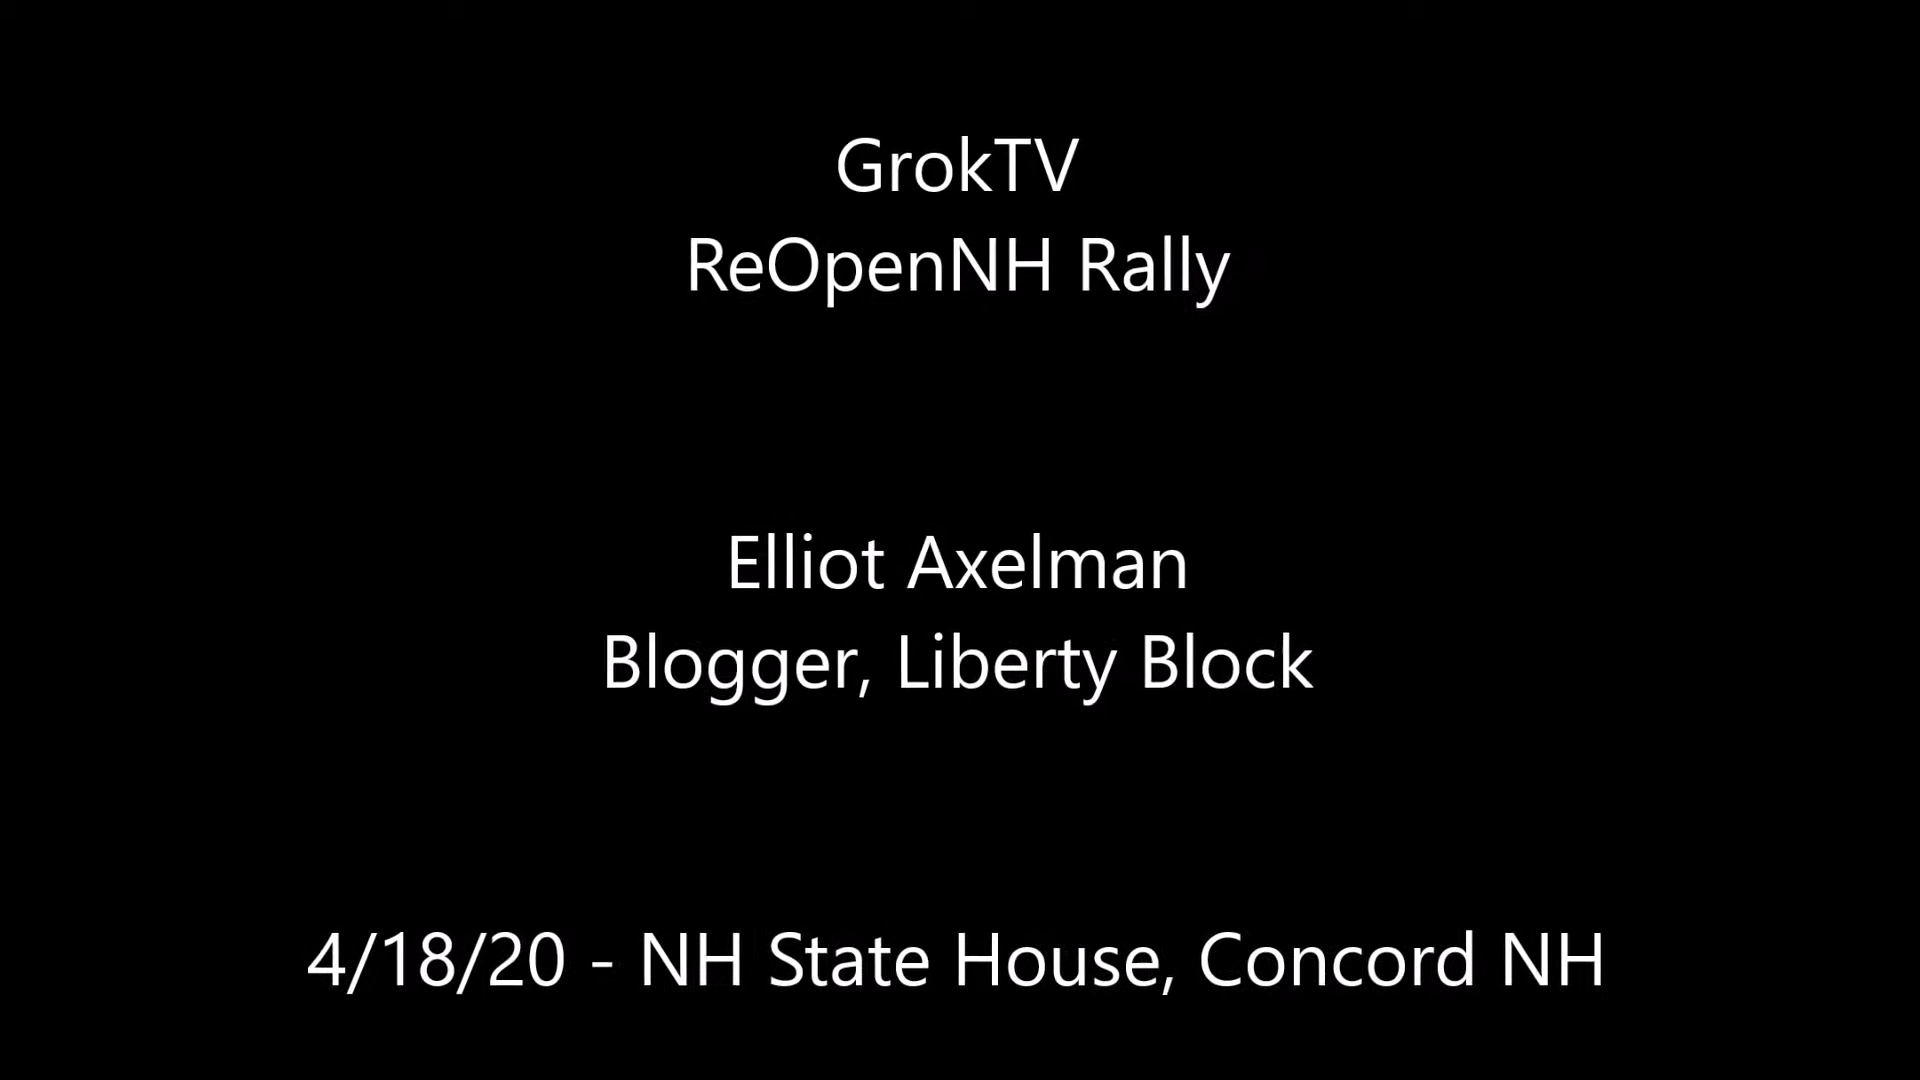 GrokTV
ReOpenNH Rally
Elliot Axelman
Blogger, Liberty Block
4/18/20 - NH State House, Concord NH